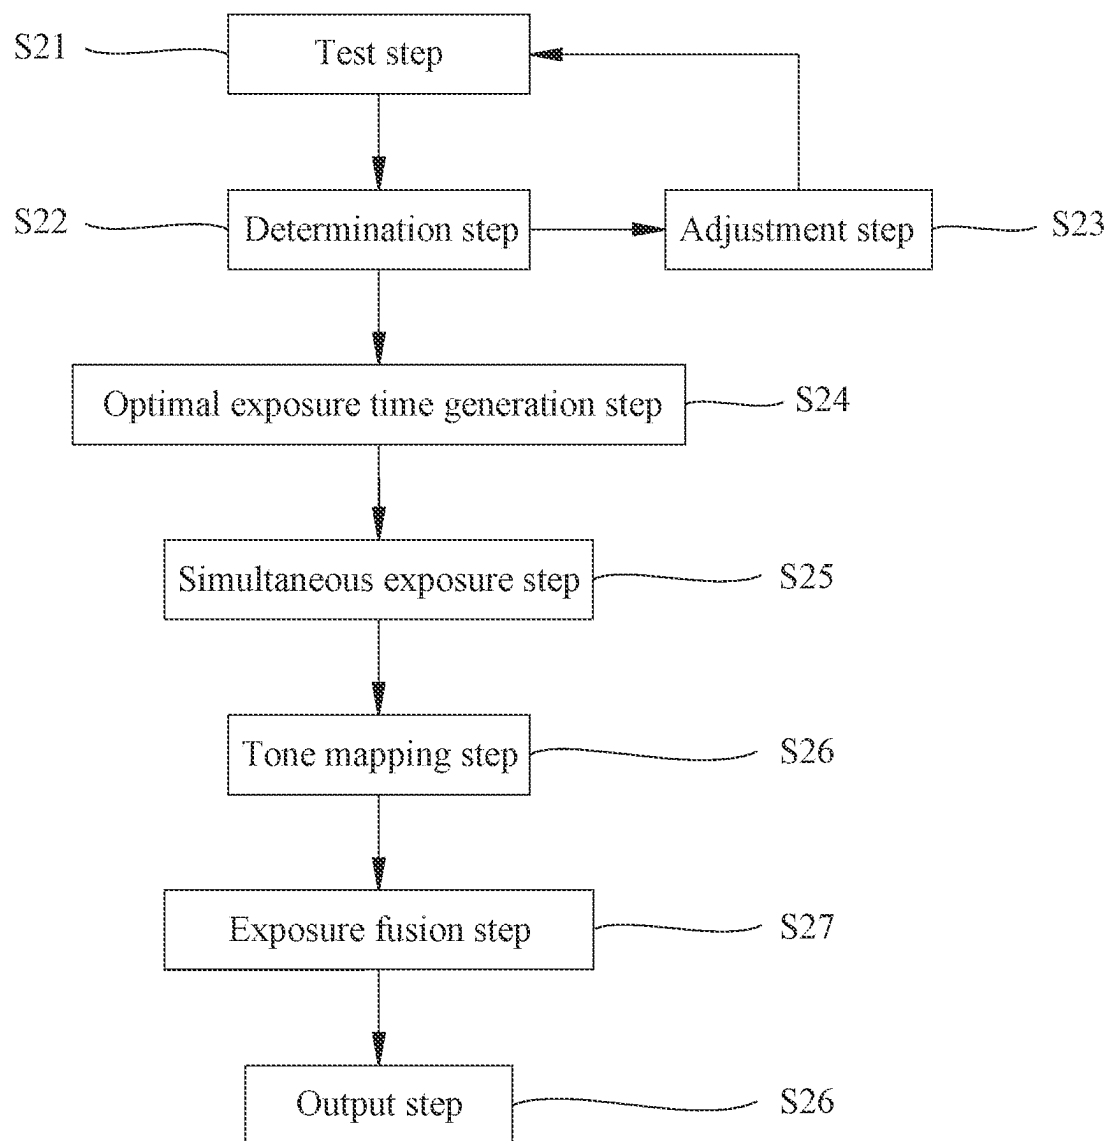 S21
Test step
S22
Determination step
Adjustment step
S23
Optimal exposure time generation step
S24
Simultaneous exposure step
S25
Tone mapping step
S26
Exposure fusion step
S27
Output step
S26